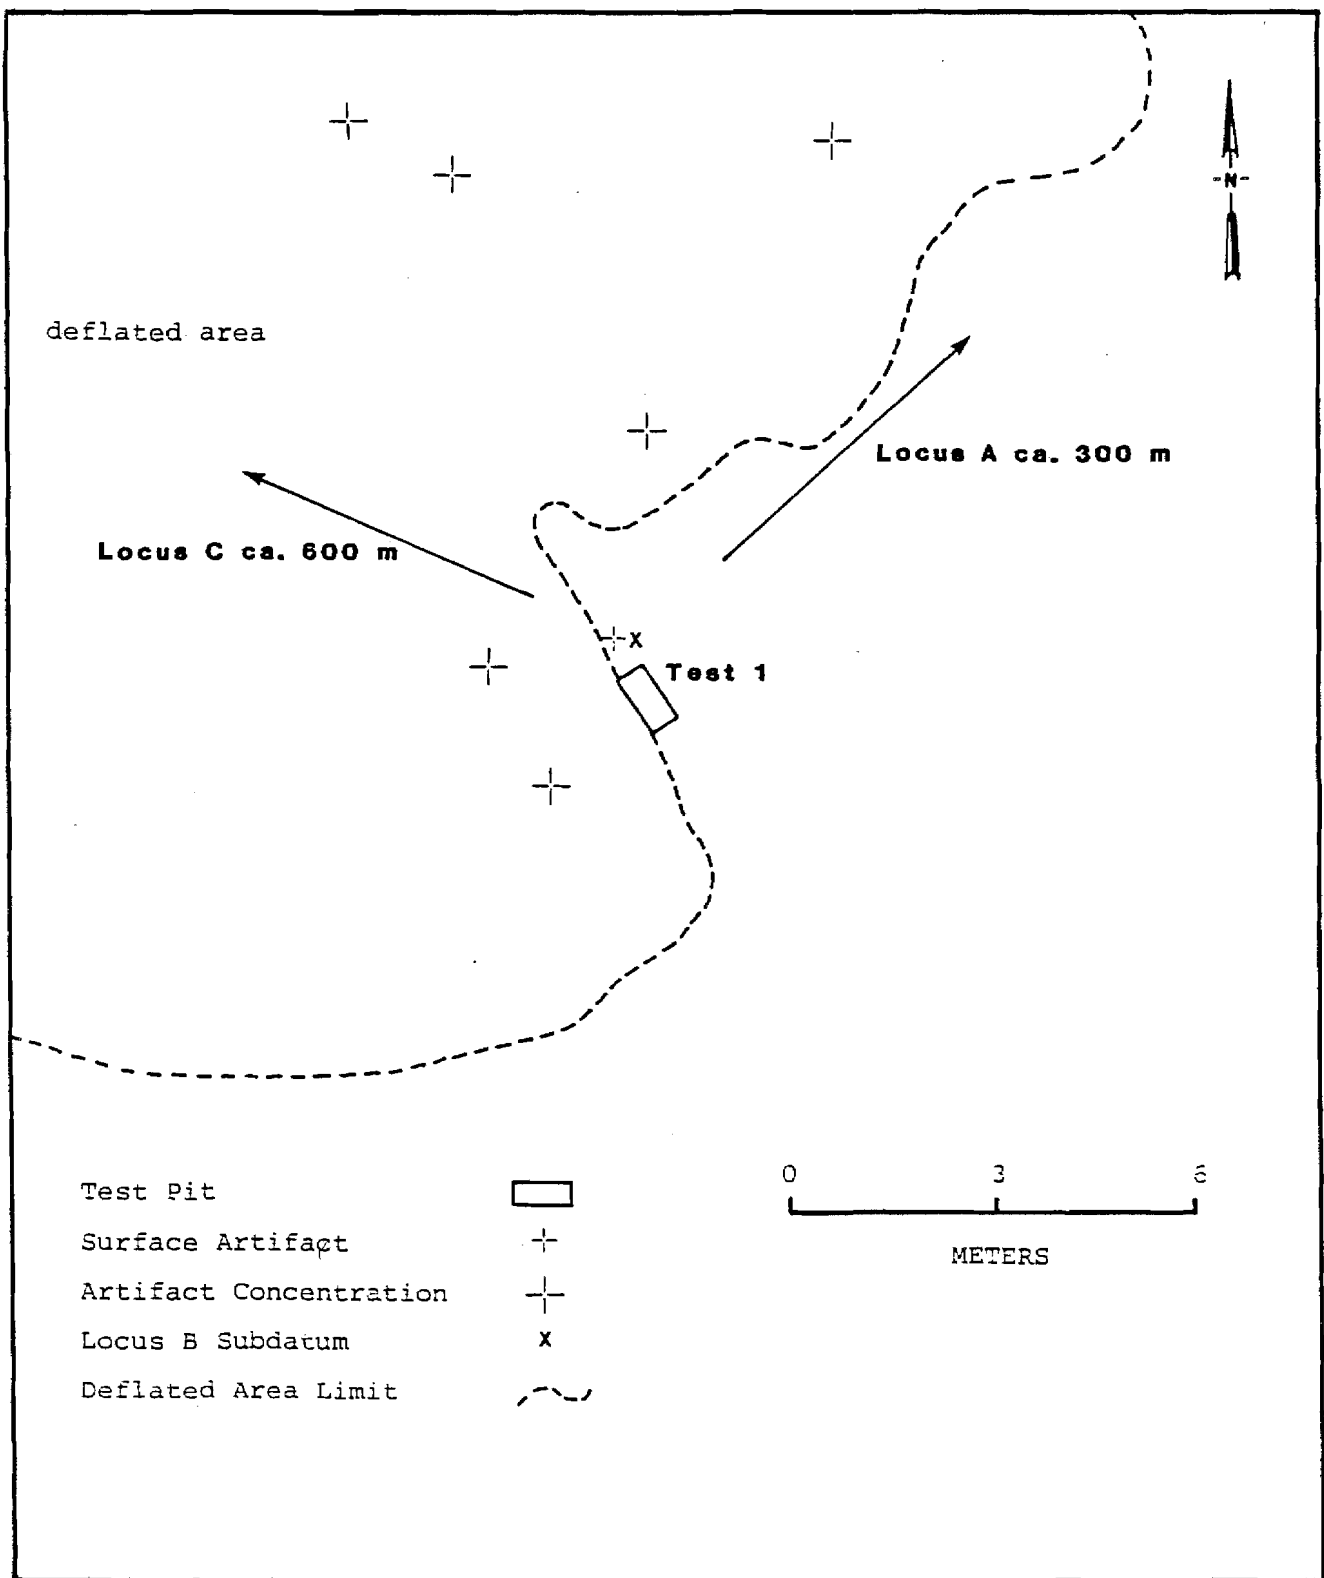 -N-
deflated area
Locus A ca. 300 m
Locus C ca. 600 m
X
Test 1
0 3 6
METERS
Test Pit
Surface Artifact
Artifact Concentration
Locus B Subdatum X
Deflated Area Limit